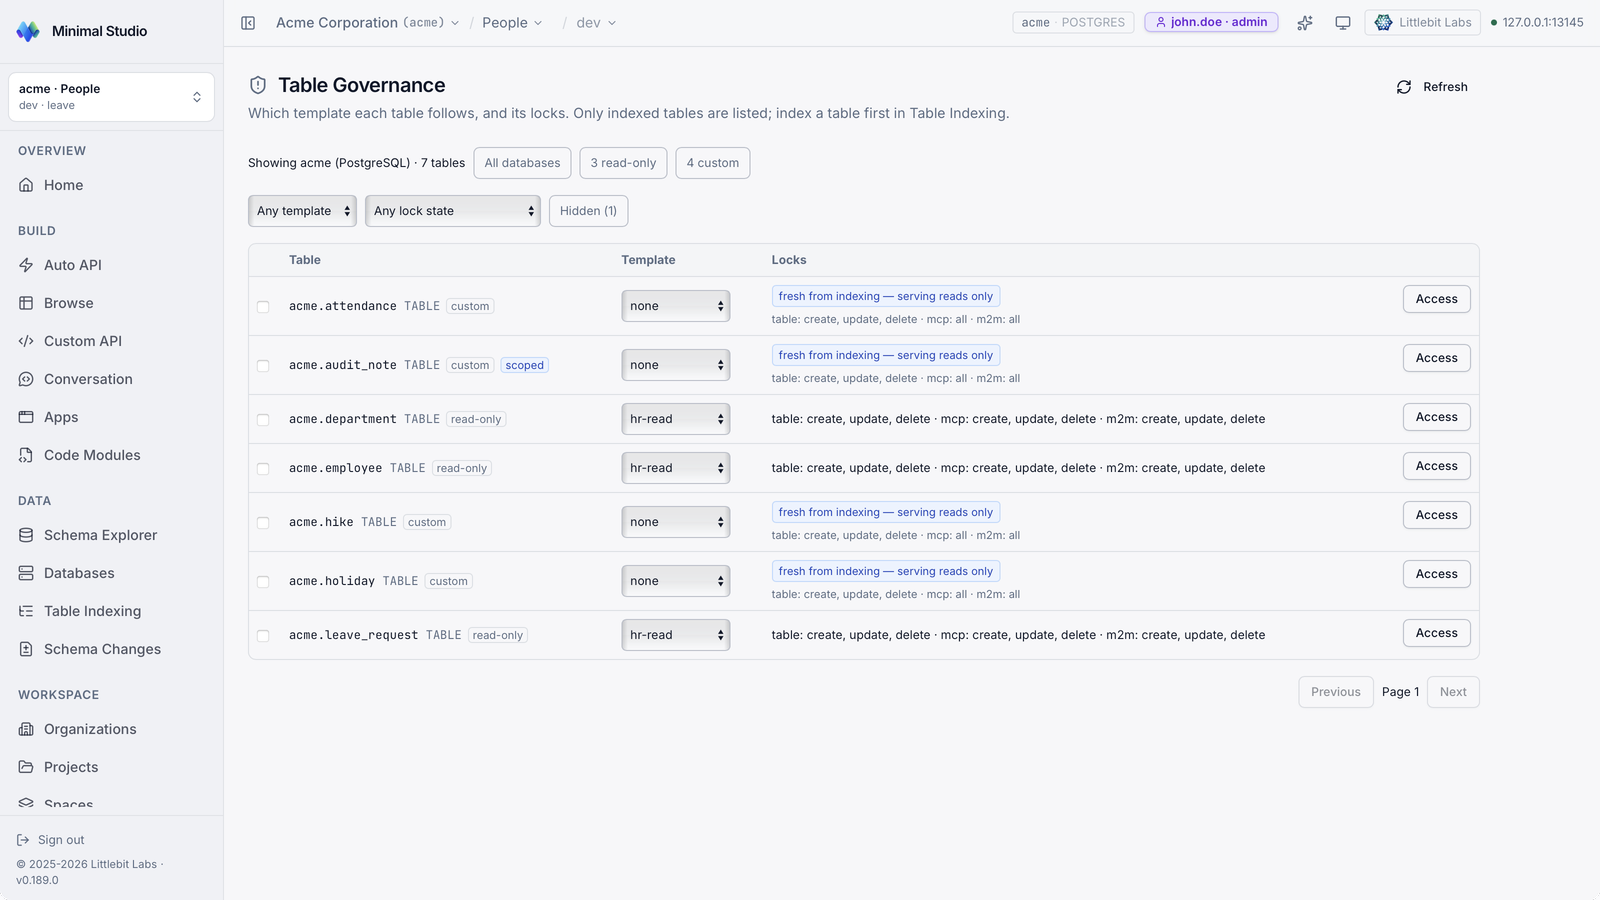 Minimal Studio
acme · People
dev · leave
OVERVIEW
Home
BUILD
Auto API
Browse
Custom API
Conversation
Apps
Code Modules
DATA
Schema Explorer
Databases
Table Indexing
Schema Changes
WORKSPACE
Organizations
Projects
Spaces
Sign out
© 2025-2026 Littlebit Labs ·
v0.189.0
Acme Corporation (acme) / People / dev
acme · POSTGRES
john.doe · admin
Littlebit Labs
127.0.0.1:13145
Table Governance
Refresh
Which template each table follows, and its locks. Only indexed tables are listed; index a table first in Table Indexing.
Showing acme (PostgreSQL) · 7 tables All databases 3 read-only 4 custom
Any template Any lock state Hidden (1)
Table Template Locks
acme.attendance TABLE custom none fresh from indexing — serving reads only Access
table: create, update, delete · mcp: all · m2m: all
acme.audit_note TABLE custom scoped none fresh from indexing — serving reads only Access
table: create, update, delete · mcp: all · m2m: all
acme.department TABLE read-only hr-read table: create, update, delete · mcp: create, update, delete · m2m: create, update, delete Access
acme.employee TABLE read-only hr-read table: create, update, delete · mcp: create, update, delete · m2m: create, update, delete Access
acme.hike TABLE custom none fresh from indexing — serving reads only Access
table: create, update, delete · mcp: all · m2m: all
acme.holiday TABLE custom none fresh from indexing — serving reads only Access
table: create, update, delete · mcp: all · m2m: all
acme.leave_request TABLE read-only hr-read table: create, update, delete · mcp: create, update, delete · m2m: create, update, delete Access
Previous Page 1 Next